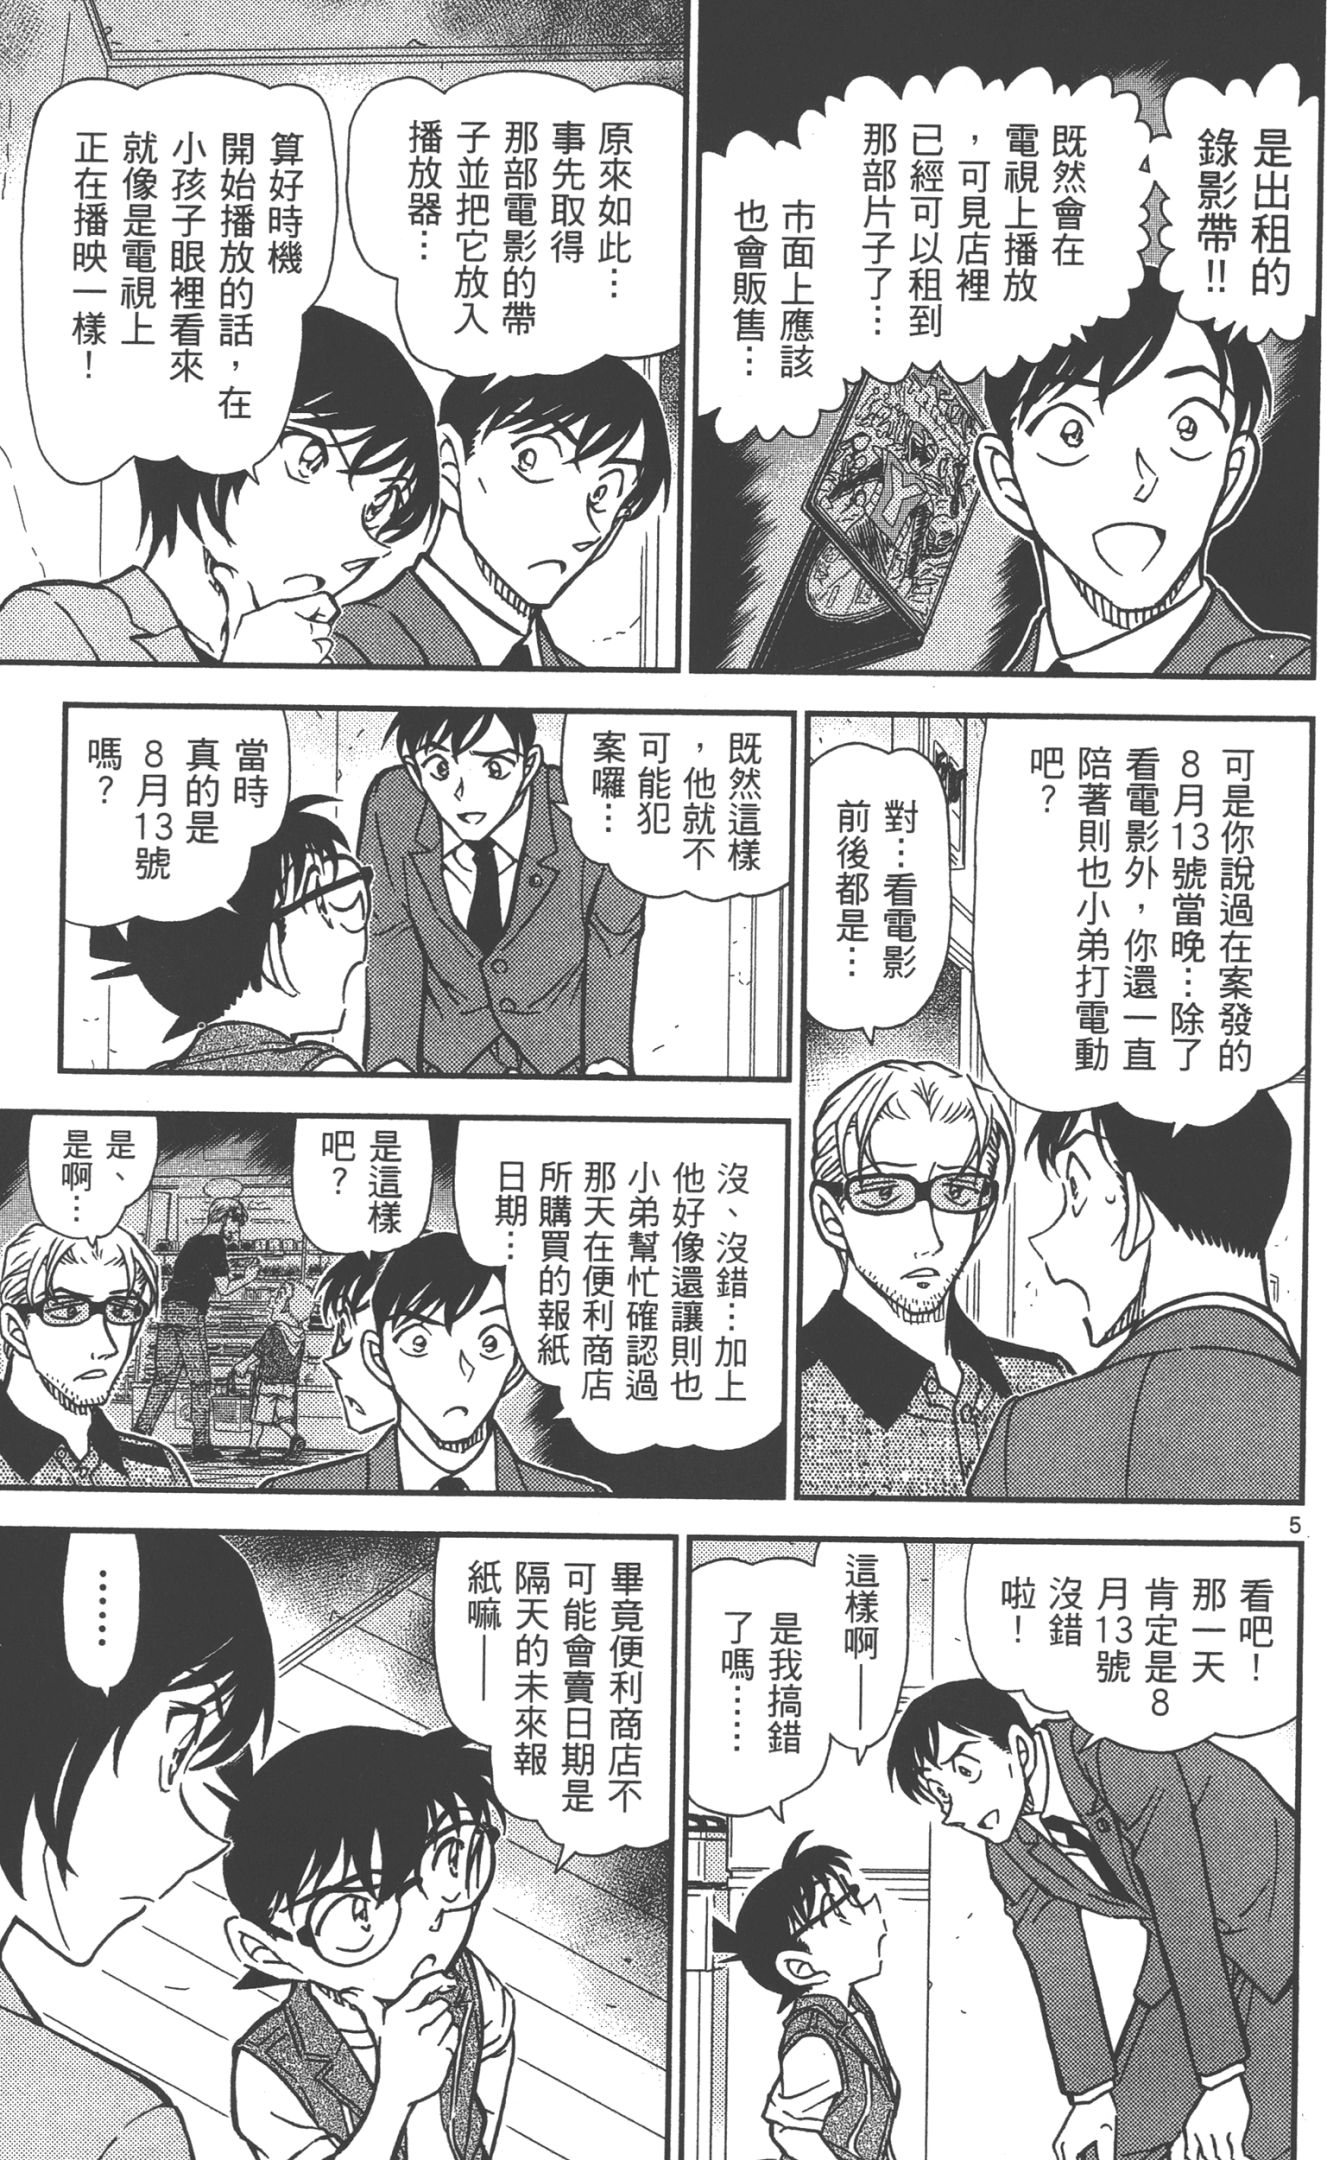 是出租的
錄影帶!!
既然會在
電視上播放
，可見店裡
已經可以租到
那部片子了…
市面上應該
也會販售…
原來如此…
事先取得
那部電影的帶
子並把它放入
播放器…
算好時機
開始播放的話，在
小孩子眼裡看來
就像是電視上
正在播映一樣！
可是你說過在案發的
8月13號當晚…除了
看電影外，你還一直
陪著則也小弟打電動
吧？
對…看電影
前後都是…
既然這樣
，他就不
可能犯
案囉…
當時
真的是
8月13號
嗎？
沒、沒錯…加上
他好像還讓則也
小弟幫忙確認過
那天在便利商店
所購買的報紙
日期…
是這樣
吧？
是、
是啊…
5
看吧！
那一天
肯定是8
月13號
沒錯
啦！
這樣啊——
是我搞錯
了嗎……
畢竟便利商店不
可能會賣日期是
隔天的未來報
紙嘛——
……